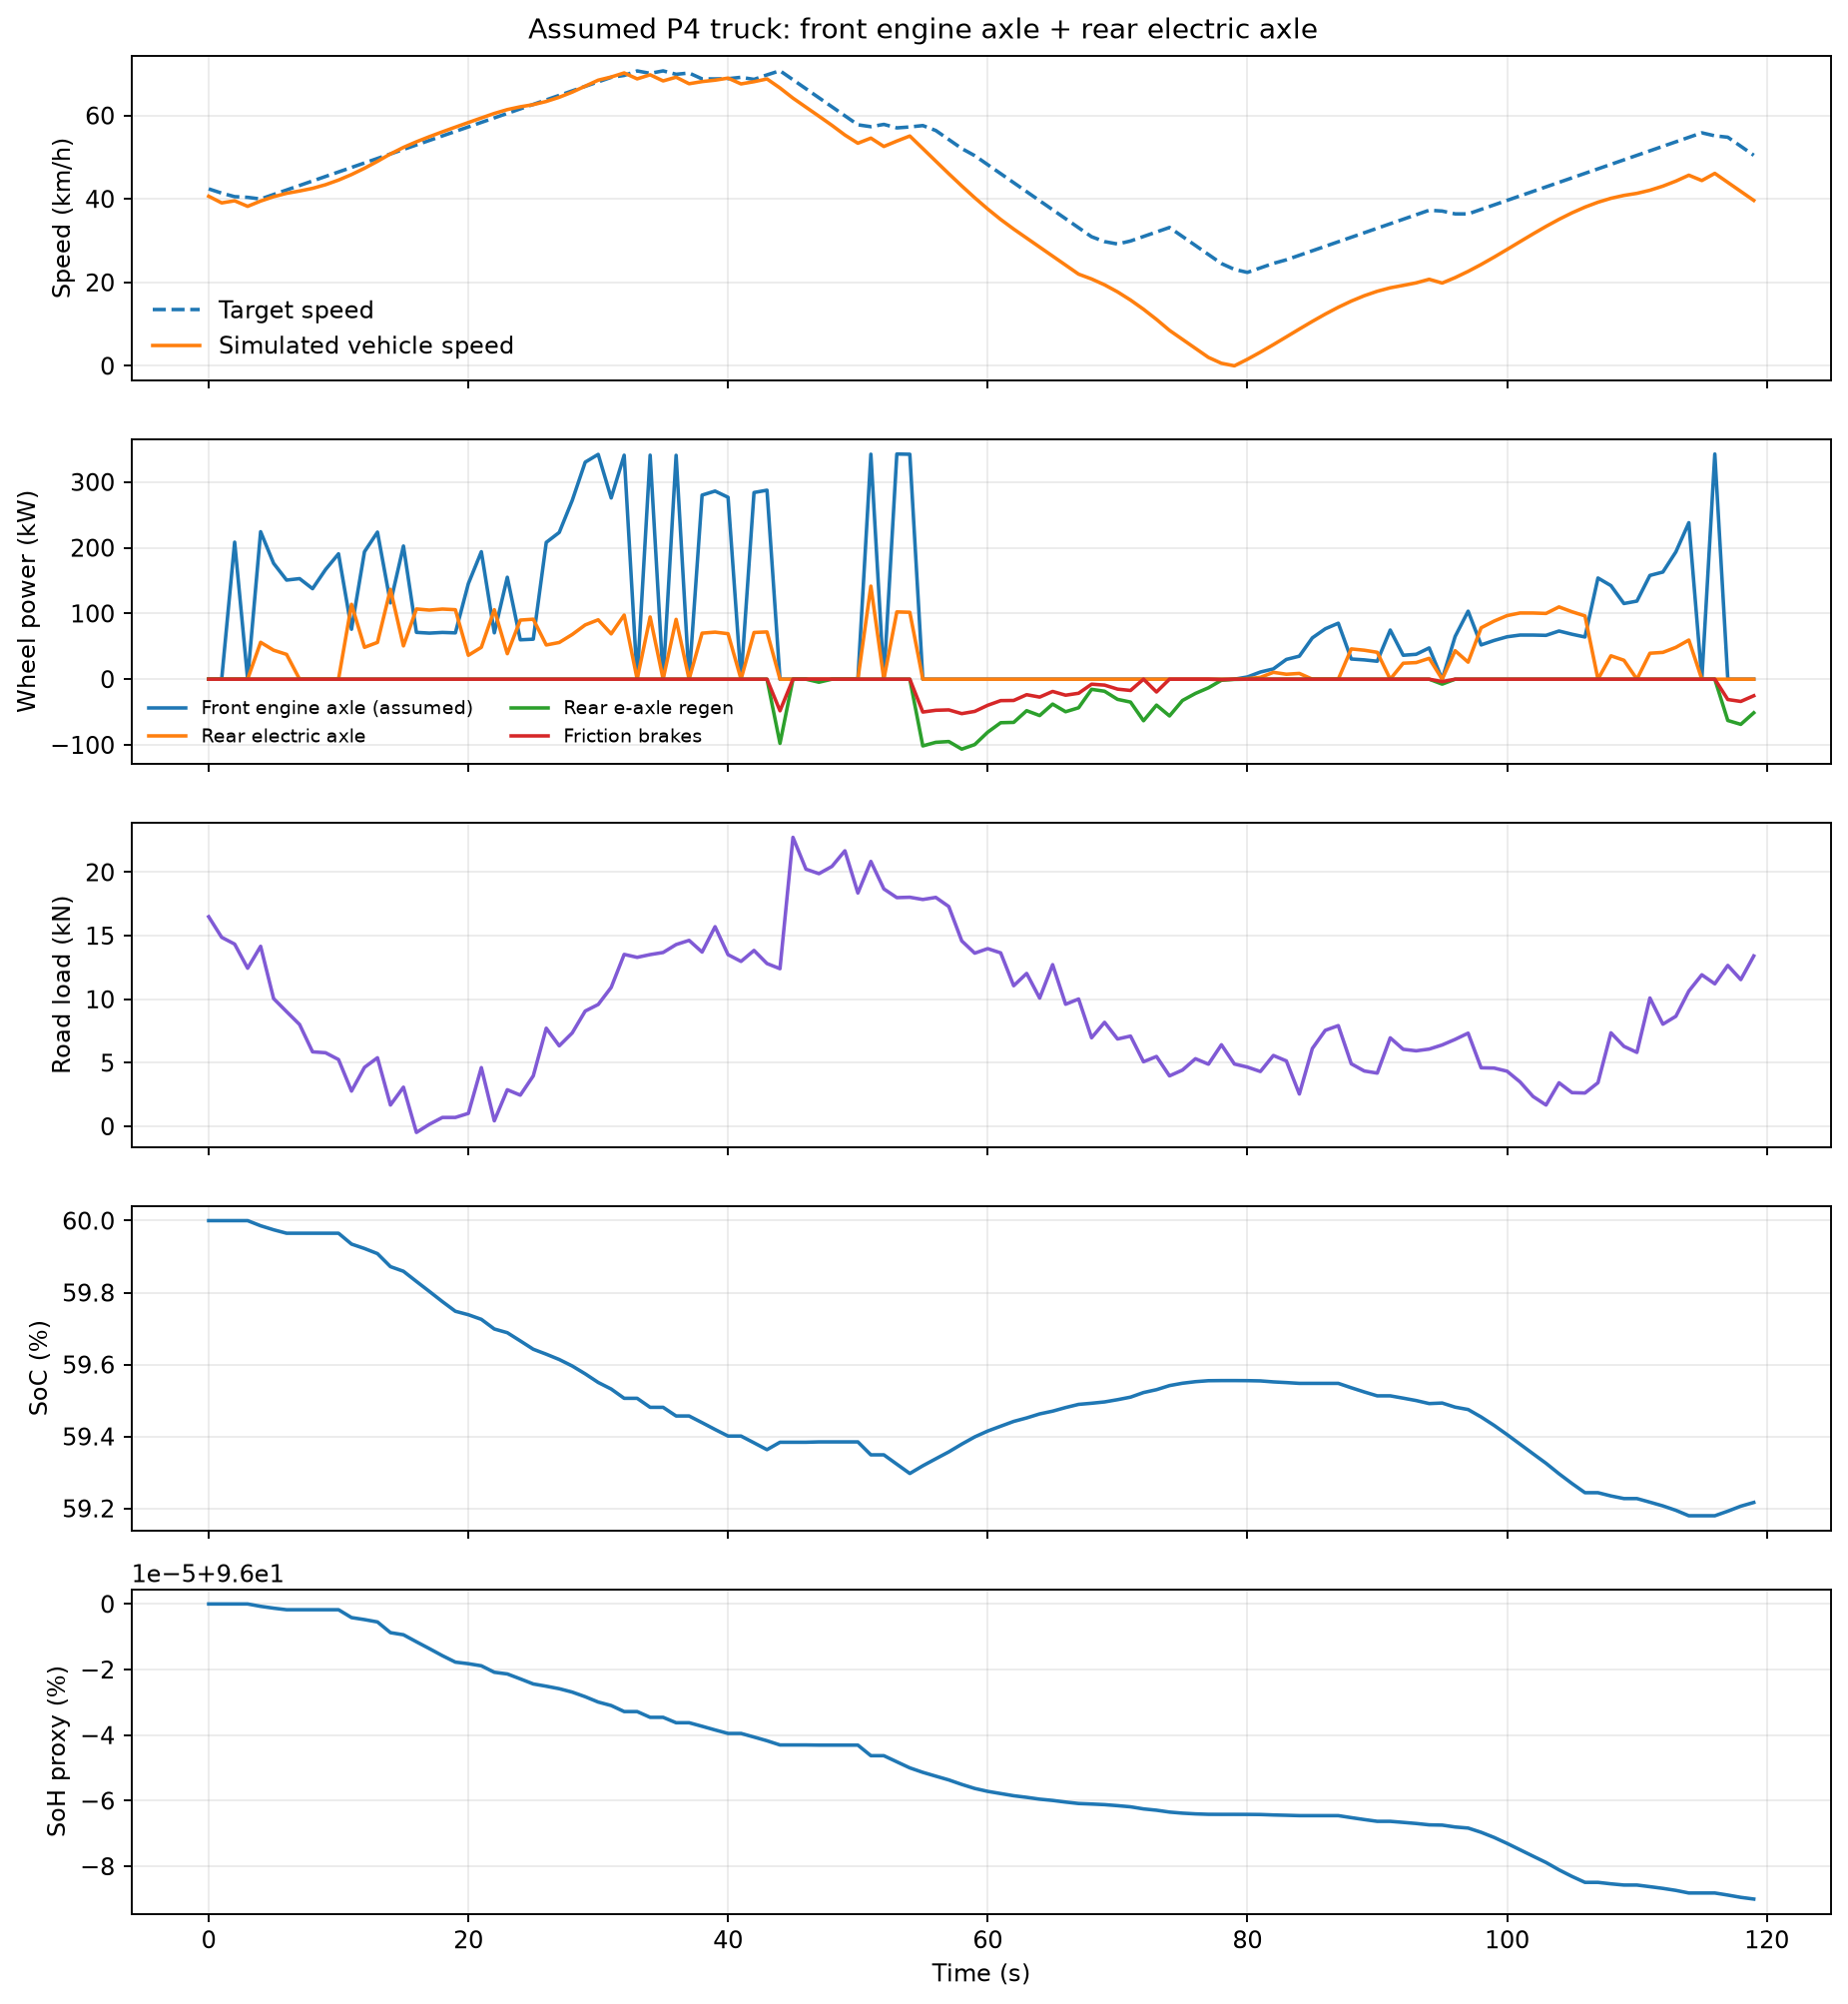 Assumed P4 truck: front engine axle + rear electric axle
Speed (km/h)
60
40
20
0
Target speed
Simulated vehicle speed
Wheel power (kW)
300
200
100
0
−100
Front engine axle (assumed)
Rear electric axle
Rear e-axle regen
Friction brakes
Road load (kN)
20
15
10
5
0
SoC (%)
60.0
59.8
59.6
59.4
59.2
1e−5+9.6e1
SoH proxy (%)
0
−2
−4
−6
−8
0 20 40 60 80 100 120
Time (s)